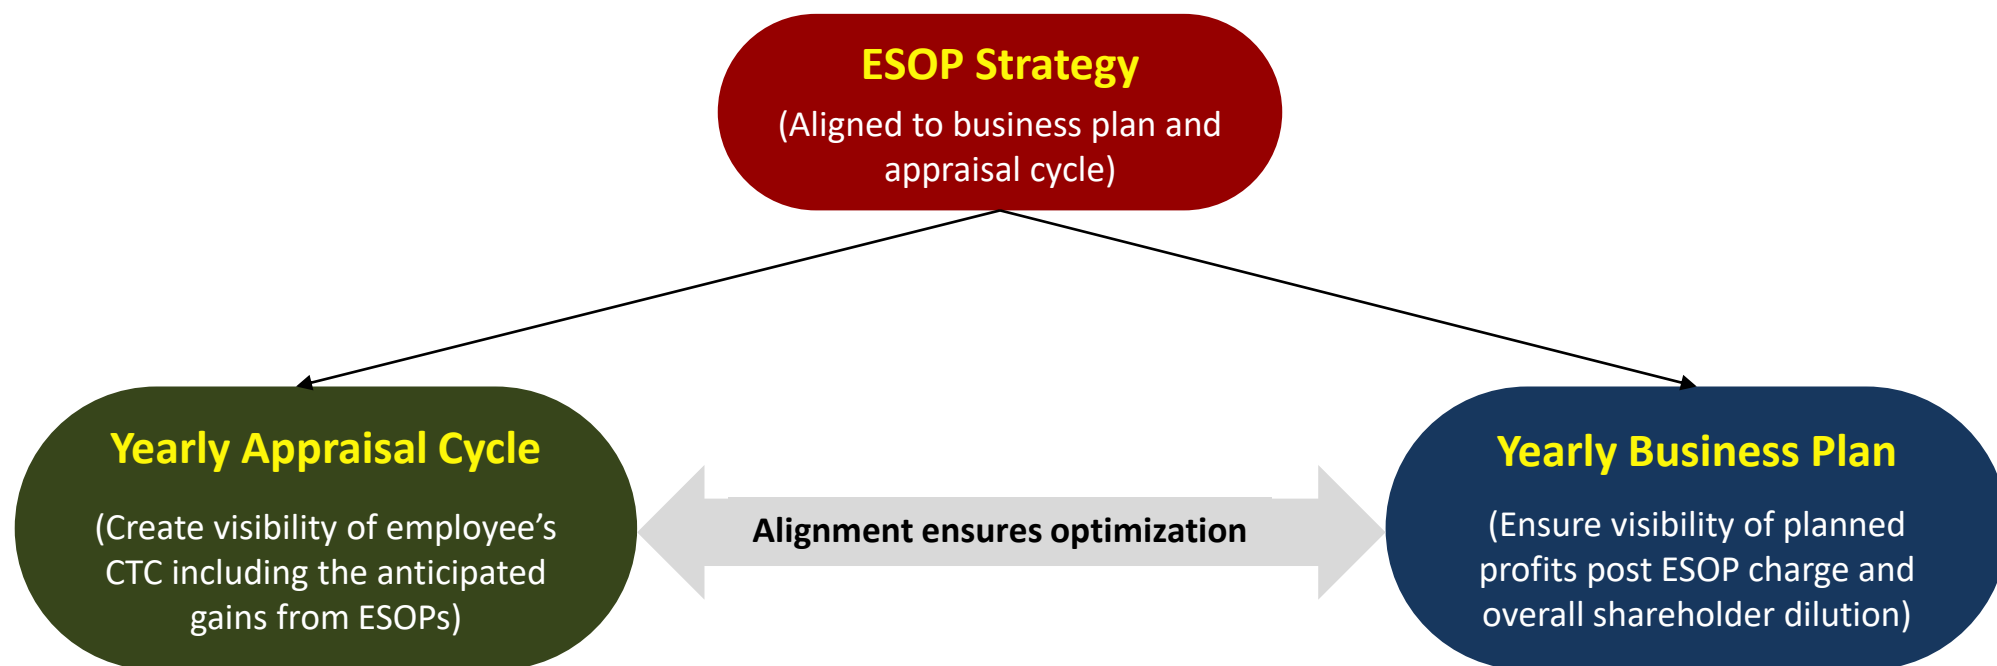 ESOP Strategy
(Aligned to business plan and
appraisal cycle)
Yearly Appraisal Cycle
(Create visibility of employee’s
CTC including the anticipated
gains from ESOPs)
Alignment ensures optimization
Yearly Business Plan
(Ensure visibility of planned
profits post ESOP charge and
overall shareholder dilution)